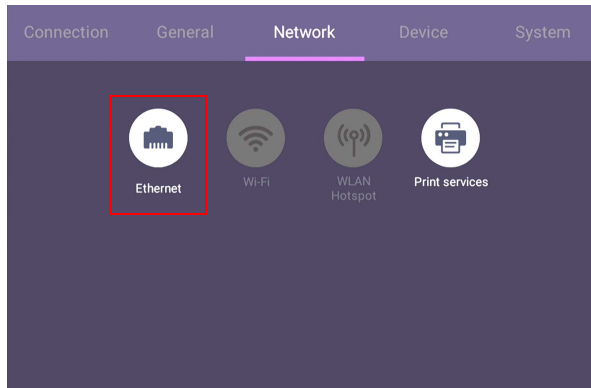 Connection General Network Device System
Ethernet Wi-Fi WLAN Print services
Hotspot